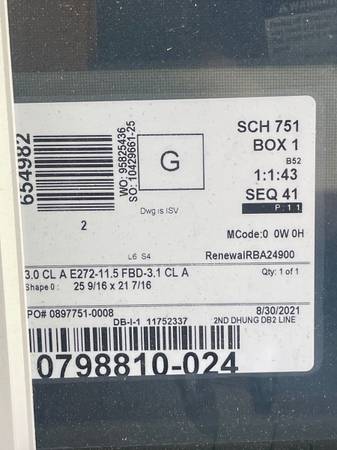 SCH 751
BOX 1
B52
1:1:43
SEQ 41
P: 1 1
654982
WO: 95825436
SO: 10429661-25
G
Dwg is ISV
2
MCode:0 0W 0H
L6 S4
RenewalRBA24900
3.0 CL A E272-11.5 FBD-3.1 CL A
Qty: 1 of 1
Shape 0 : 25 9/16 x 21 7/16
PO# 0897751-0008
8/30/2021
DB-I-1 11752337
2ND DHUNG DB2 LINE
0798810-024